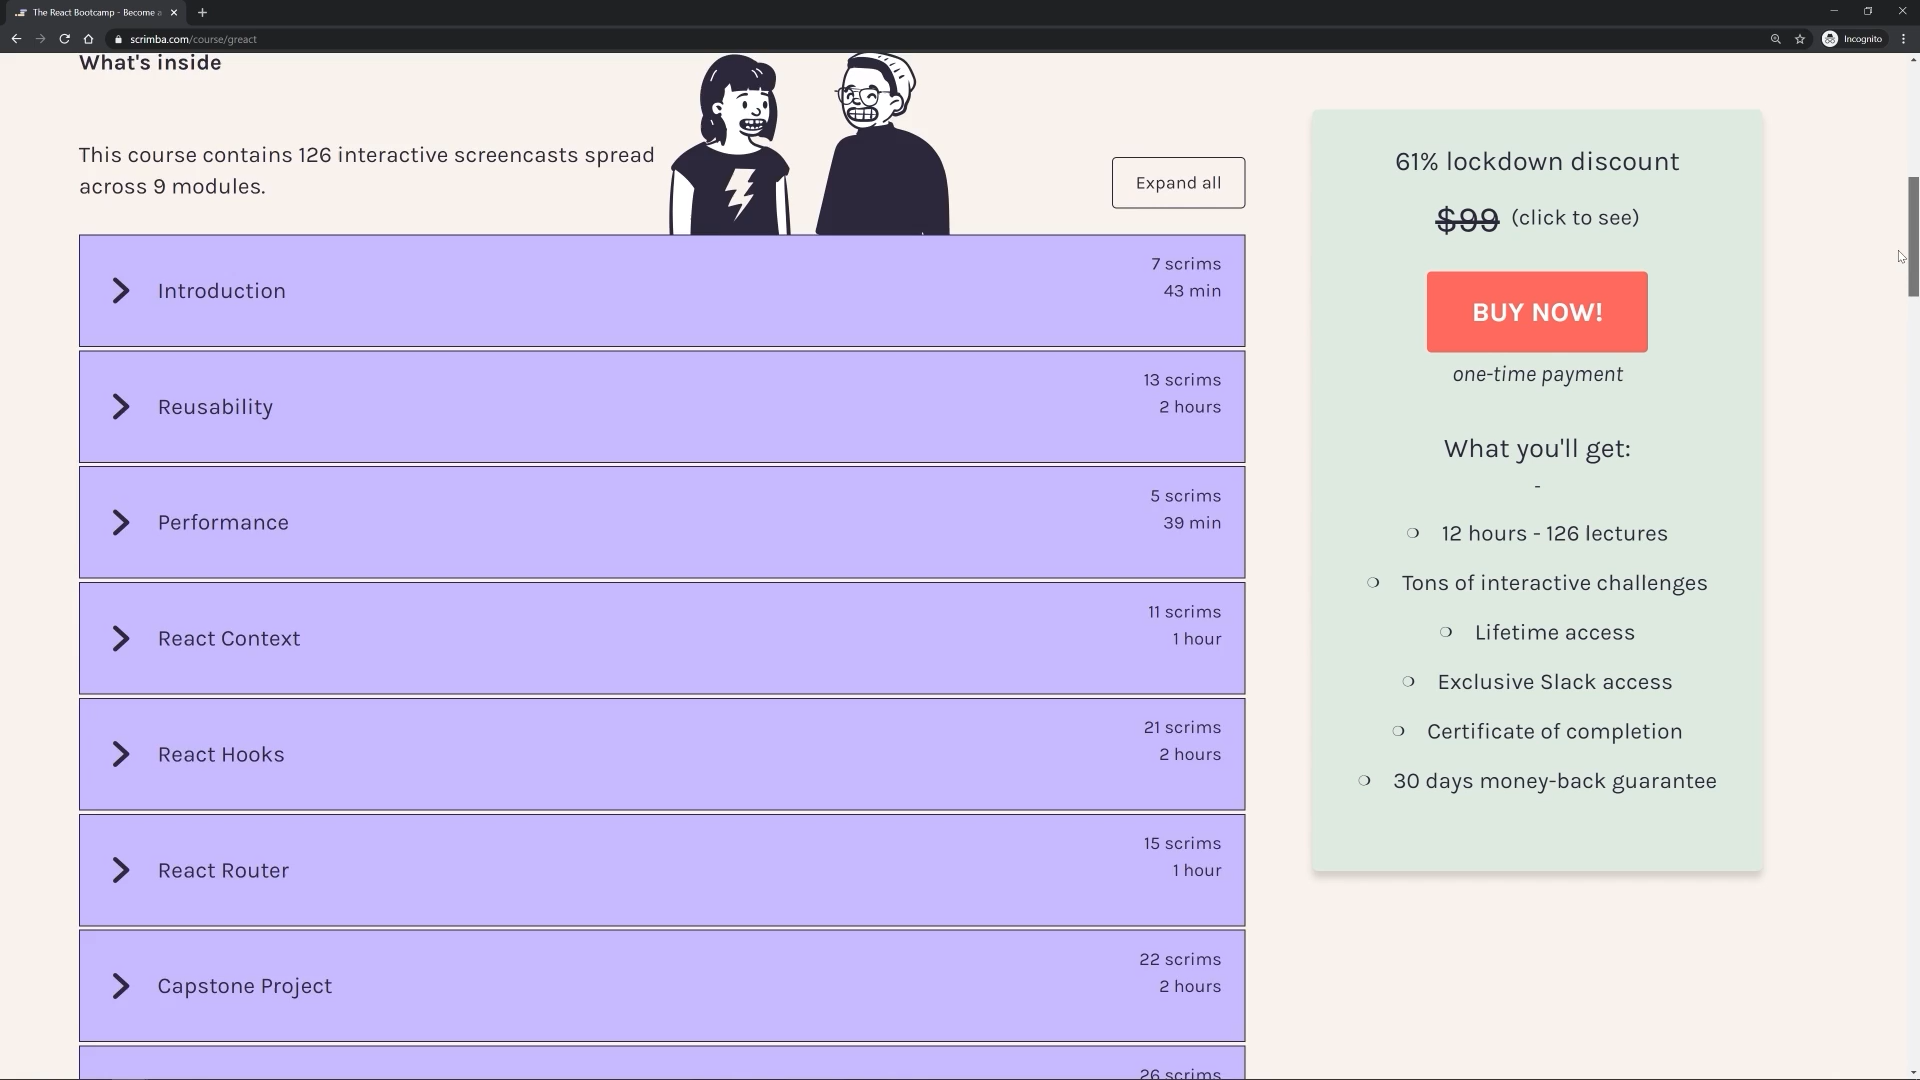 The React Bootcamp - Become a
scrimba.com/course/greact
Incognito
What's inside
This course contains 126 interactive screencasts spread
across 9 modules.
Expand all
Introduction
7 scrims
43 min
Reusability
13 scrims
2 hours
Performance
5 scrims
39 min
React Context
11 scrims
1 hour
React Hooks
21 scrims
2 hours
React Router
15 scrims
1 hour
Capstone Project
22 scrims
2 hours
26 scrims
61% lockdown discount
$99 (click to see)
BUY NOW!
one-time payment
What you'll get:
-
12 hours - 126 lectures
Tons of interactive challenges
Lifetime access
Exclusive Slack access
Certificate of completion
30 days money-back guarantee